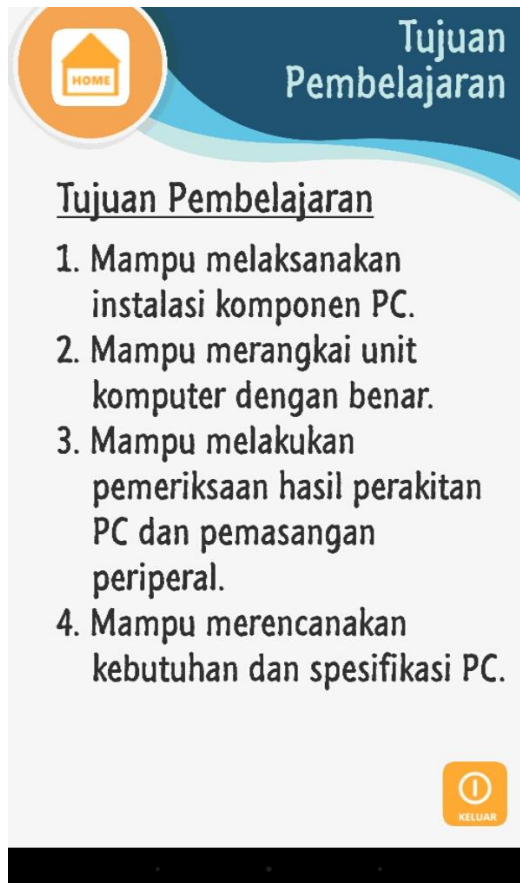 HOME
Tujuan
Pembelajaran
Tujuan Pembelajaran
1. Mampu melaksanakan
instalasi komponen PC.
2. Mampu merangkai unit
komputer dengan benar.
3. Mampu melakukan
pemeriksaan hasil perakitan
PC dan pemasangan
periperal.
4. Mampu merencanakan
kebutuhan dan spesifikasi PC.
KELUAR